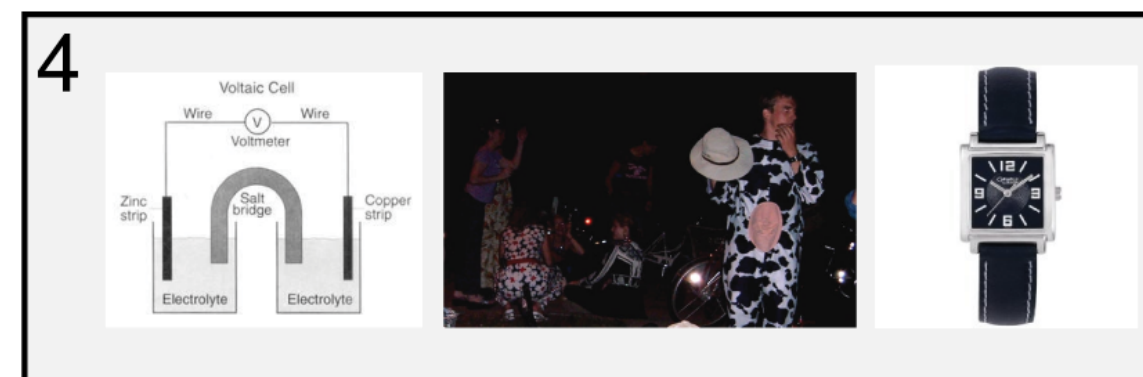 4
Voltaic Cell
Wire
Wire
V
Voltmeter
Zinc
strip
Salt
bridge
Copper
strip
Electrolyte
Electrolyte
12
9
3
6